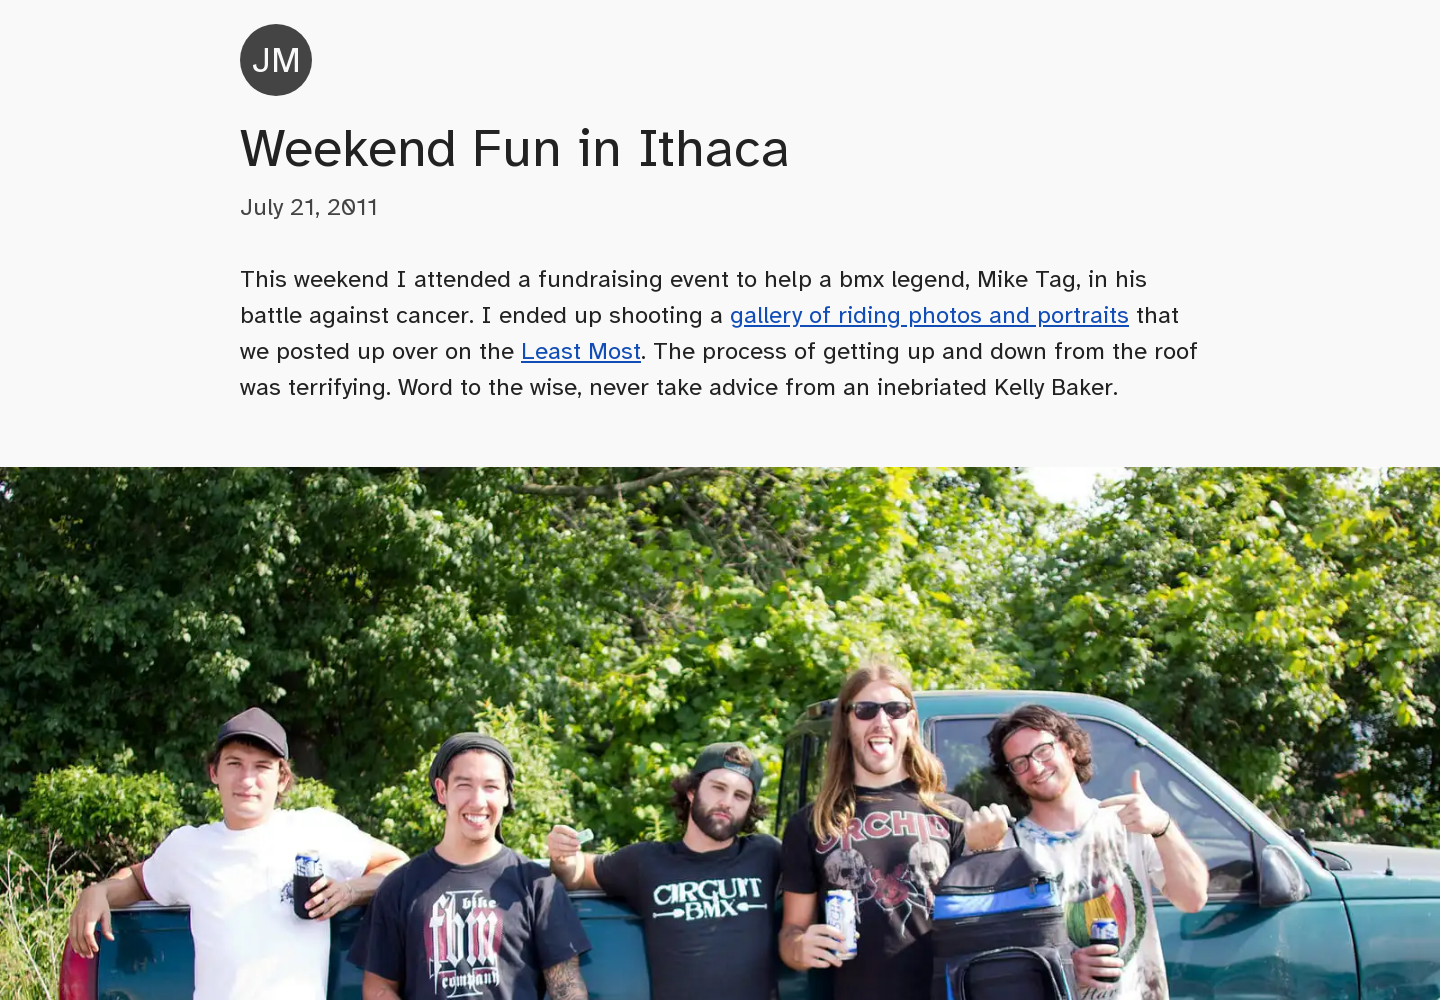 JM
Weekend Fun in Ithaca
July 21, 2011
This weekend I attended a fundraising event to help a bmx legend, Mike Tag, in his
battle against cancer. I ended up shooting a gallery of riding photos and portraits that
we posted up over on the Least Most. The process of getting up and down from the roof
was terrifying. Word to the wise, never take advice from an inebriated Kelly Baker.
ORCHID
CIRCUIT
BMX
bike
fbm
company